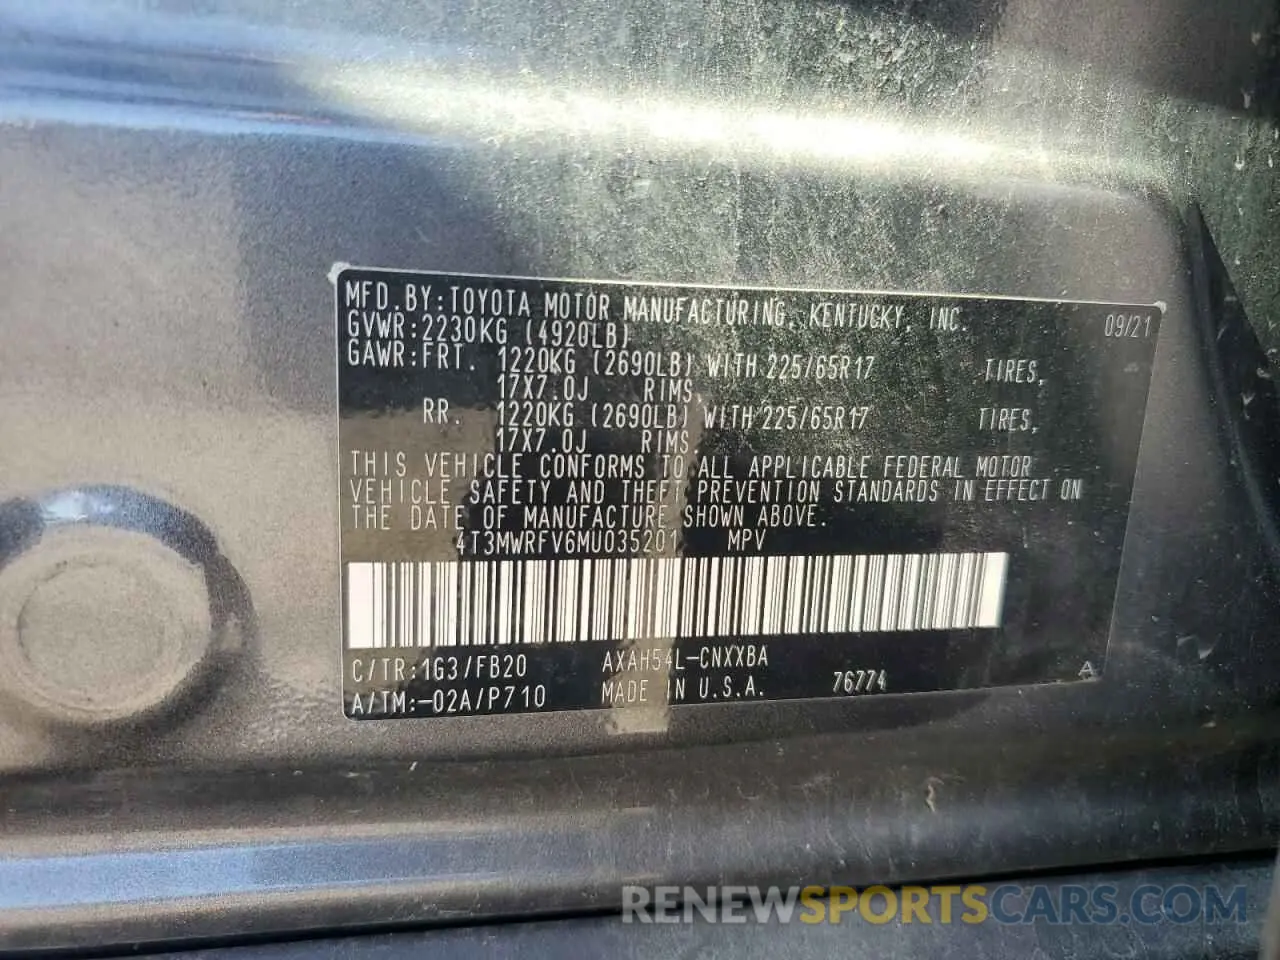 MFD. BY: TOYOTA MOTOR MANUFACTURING, KENTUCKY, INC. 09/21
GVWR: 2230KG (4920LB)
GAWR: FRT. 1220KG (2690LB) WITH 225/65R17 TIRES,
17X7.0J RIMS,
RR. 1220KG (2690LB) WITH 225/65R17 TIRES,
17X7.0J RIMS.
THIS VEHICLE CONFORMS TO ALL APPLICABLE FEDERAL MOTOR
VEHICLE SAFETY AND THEFT PREVENTION STANDARDS IN EFFECT ON
THE DATE OF MANUFACTURE SHOWN ABOVE.
4T3MWRFV6MU035201 MPV
C/TR: 1G3/FB20 AXAH54L-CNXXBA
A/TM:-02A/P710 MADE IN U.S.A. 76774 A
RENEWSPORTSCARS.COM